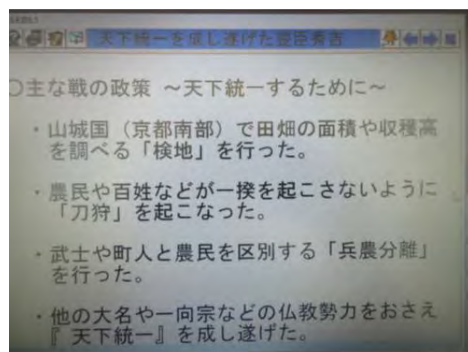 天下統一を成し遂げた豊臣秀吉
○主な戦の政策 ～天下統一するために～
・山城国（京都南部）で田畑の面積や収穫高
を調べる「検地」を行った。
・農民や百姓などが一揆を起こさないように
「刀狩」を起こなった。
・武士や町人と農民を区別する「兵農分離」
を行った。
・他の大名や一向宗などの仏教勢力をおさえ
『天下統一』を成し遂げた。